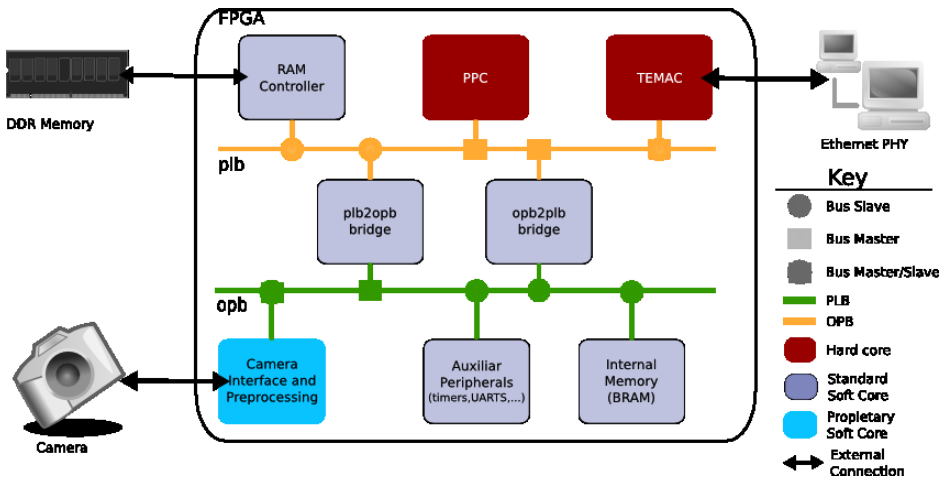 FPGA
RAM
Controller
PPC
TEMAC
DDR Memory
Ethernet PHY
plb
plb2opb
bridge
opb2plb
bridge
opb
Camera
Interface and
Preprocessing
Auxiliar
Peripherals
(timers,UARTS,...)
Internal
Memory
(BRAM)
Camera
Key
Bus Slave
Bus Master
Bus Master/Slave
PLB
OPB
Hard core
Standard
Soft Core
Propietary
Soft Core
External
Connection